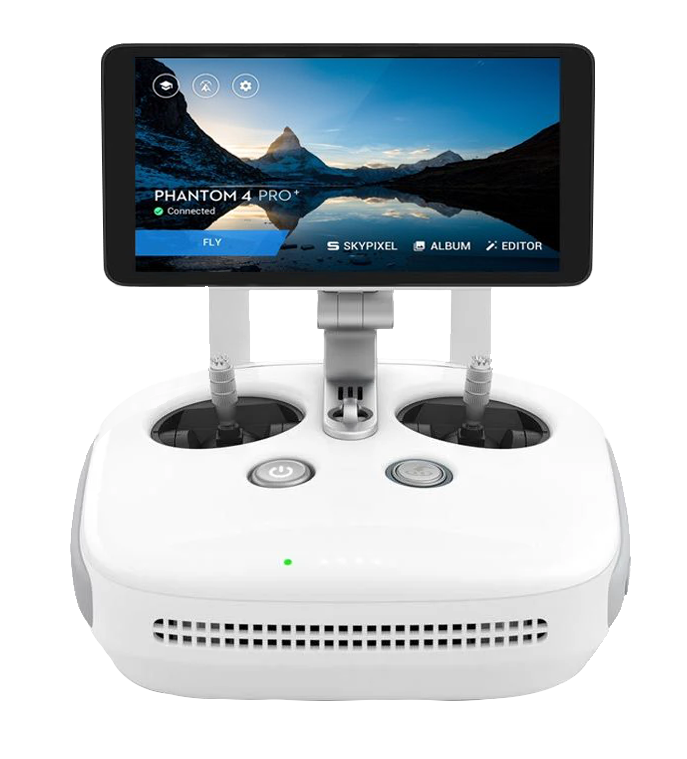 PHANTOM 4 PRO+
Connected
FLY
SKYPIXEL
ALBUM
EDITOR